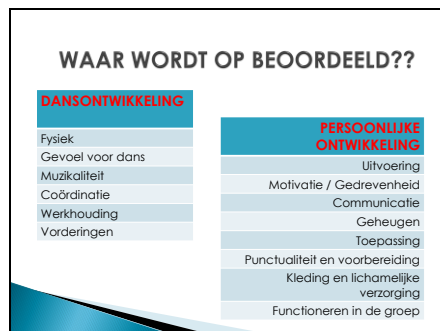 WAAR WORDT OP BEOORDEELD??
DANSONTWIKKELING
Fysiek
Gevoel voor dans
Muzikaliteit
Coördinatie
Werkhouding
Vorderingen
PERSOONLIJKE
ONTWIKKELING
Uitvoering
Motivatie / Gedrevenheid
Communicatie
Geheugen
Toepassing
Punctualiteit en voorbereiding
Kleding en lichamelijke
verzorging
Functioneren in de groep